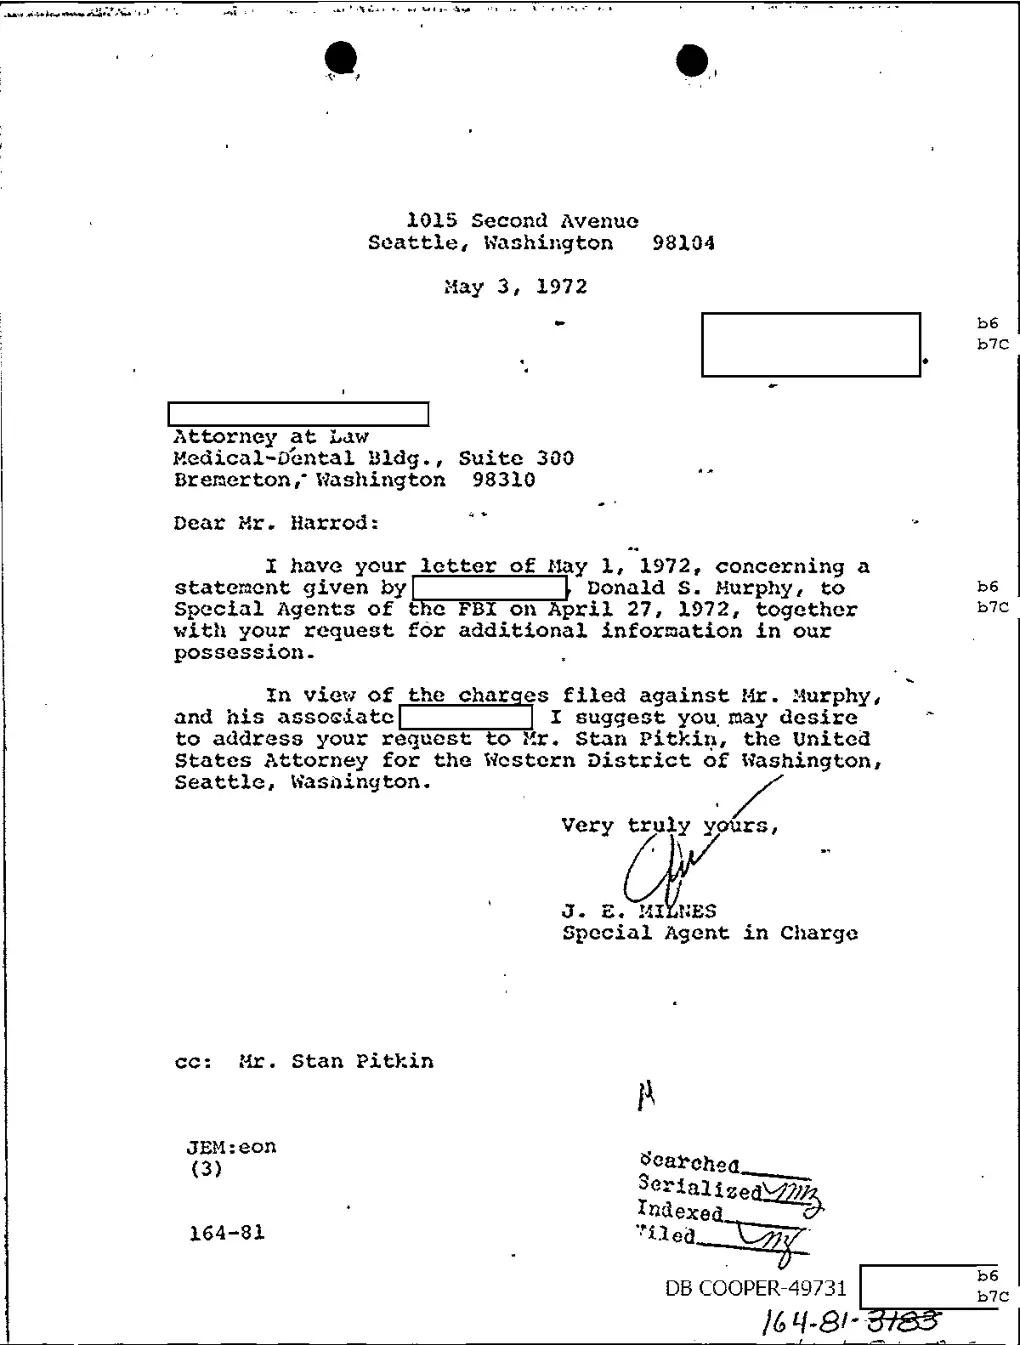 1015 Second Avenue
Seattle, Washington 98104
May 3, 1972
b6
b7C
Attorney at Law
Medical-Dental Bldg., Suite 300
Bremerton, Washington 98310
Dear Mr. Harrod:
I have your letter of May 1, 1972, concerning a
statement given by , Donald S. Murphy, to
b6
Special Agents of the FBI on April 27, 1972, together
b7C
with your request for additional information in our
possession.
In view of the charges filed against Mr. Murphy,
and his associate I suggest you may desire
to address your request to Mr. Stan Pitkin, the United
States Attorney for the Western District of Washington,
Seattle, Washington.
Very truly yours,
J. E. MILNES
Special Agent in Charge
cc: Mr. Stan Pitkin
JEM:eon
(3)
164-81
Searched
Serialized
Indexed
Filed
DB COOPER-49731
b6
b7C
164-81-3183